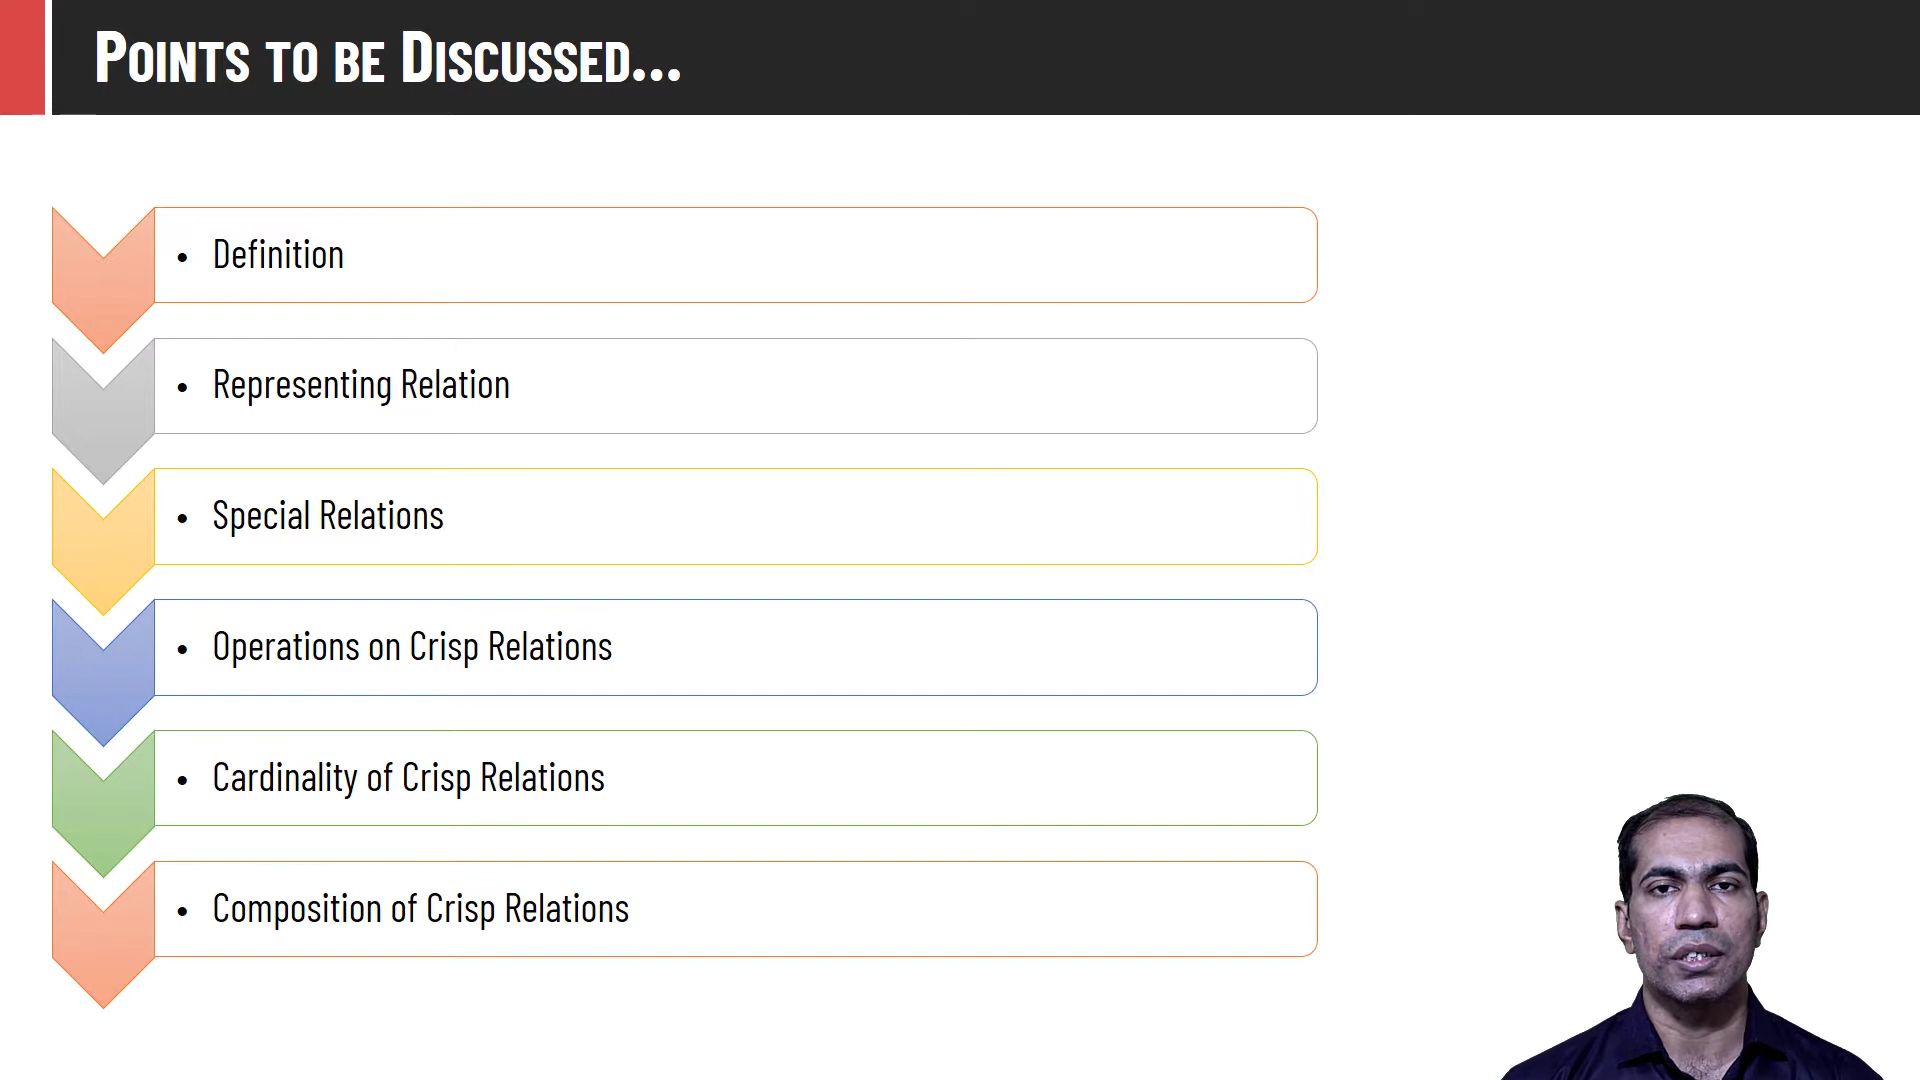 Points to be Discussed...
• Definition
• Representing Relation
• Special Relations
• Operations on Crisp Relations
• Cardinality of Crisp Relations
• Composition of Crisp Relations